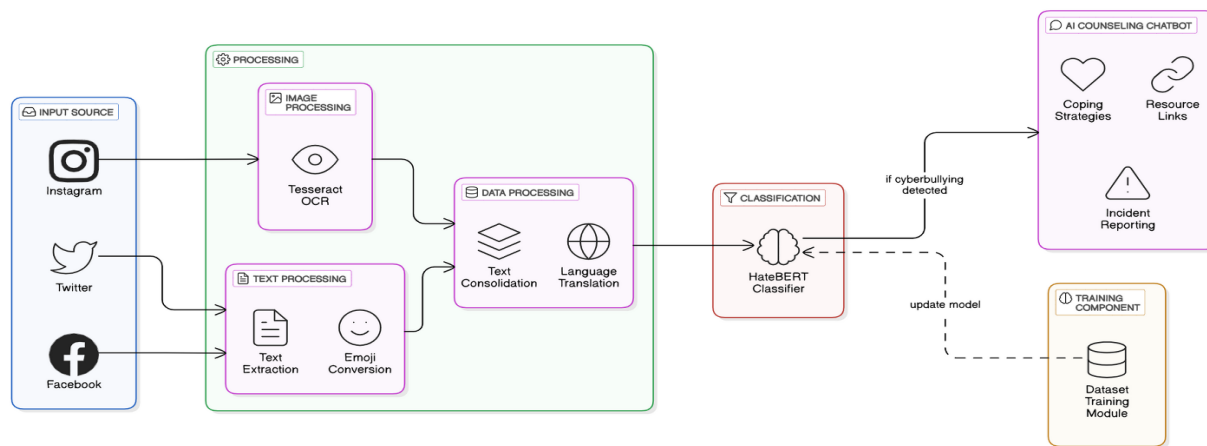 INPUT SOURCE
Instagram
Twitter
Facebook
PROCESSING
IMAGE
PROCESSING
Tesseract
OCR
TEXT PROCESSING
Text
Extraction
Emoji
Conversion
DATA PROCESSING
Text
Consolidation
Language
Translation
CLASSIFICATION
HateBERT
Classifier
if cyberbullying
detected
update model
AI COUNSELING CHATBOT
Coping
Strategies
Resource
Links
Incident
Reporting
TRAINING
COMPONENT
Dataset
Training
Module